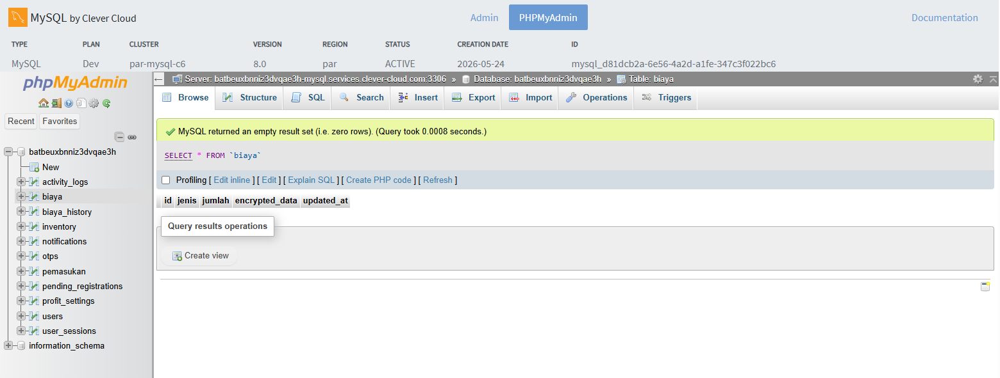 MySQL by Clever Cloud
Admin
PHPMyAdmin
Documentation
TYPE PLAN CLUSTER VERSION REGION STATUS CREATION DATE ID
MySQL Dev par-mysql-c6 8.0 par ACTIVE 2026-05-24 mysql_d81dcb2a-6e56-4a2d-a1fe-347c3f022bc6
phpMyAdmin
Recent Favorites
batbeuxbnniz3dvqae3h
New
activity_logs
biaya
biaya_history
inventory
notifications
otps
pemasukan
pending_registrations
profit_settings
users
user_sessions
information_schema
Server: batbeuxbnniz3dvqae3h-mysql.services.clever-cloud.com:3306 » Database: batbeuxbnniz3dvqae3h » Table: biaya
Browse Structure SQL Search Insert Export Import Operations Triggers
MySQL returned an empty result set (i.e. zero rows). (Query took 0.0008 seconds.)
SELECT * FROM `biaya`
Profiling [ Edit inline ] [ Edit ] [ Explain SQL ] [ Create PHP code ] [ Refresh ]
id jenis jumlah encrypted_data updated_at
Query results operations
Create view